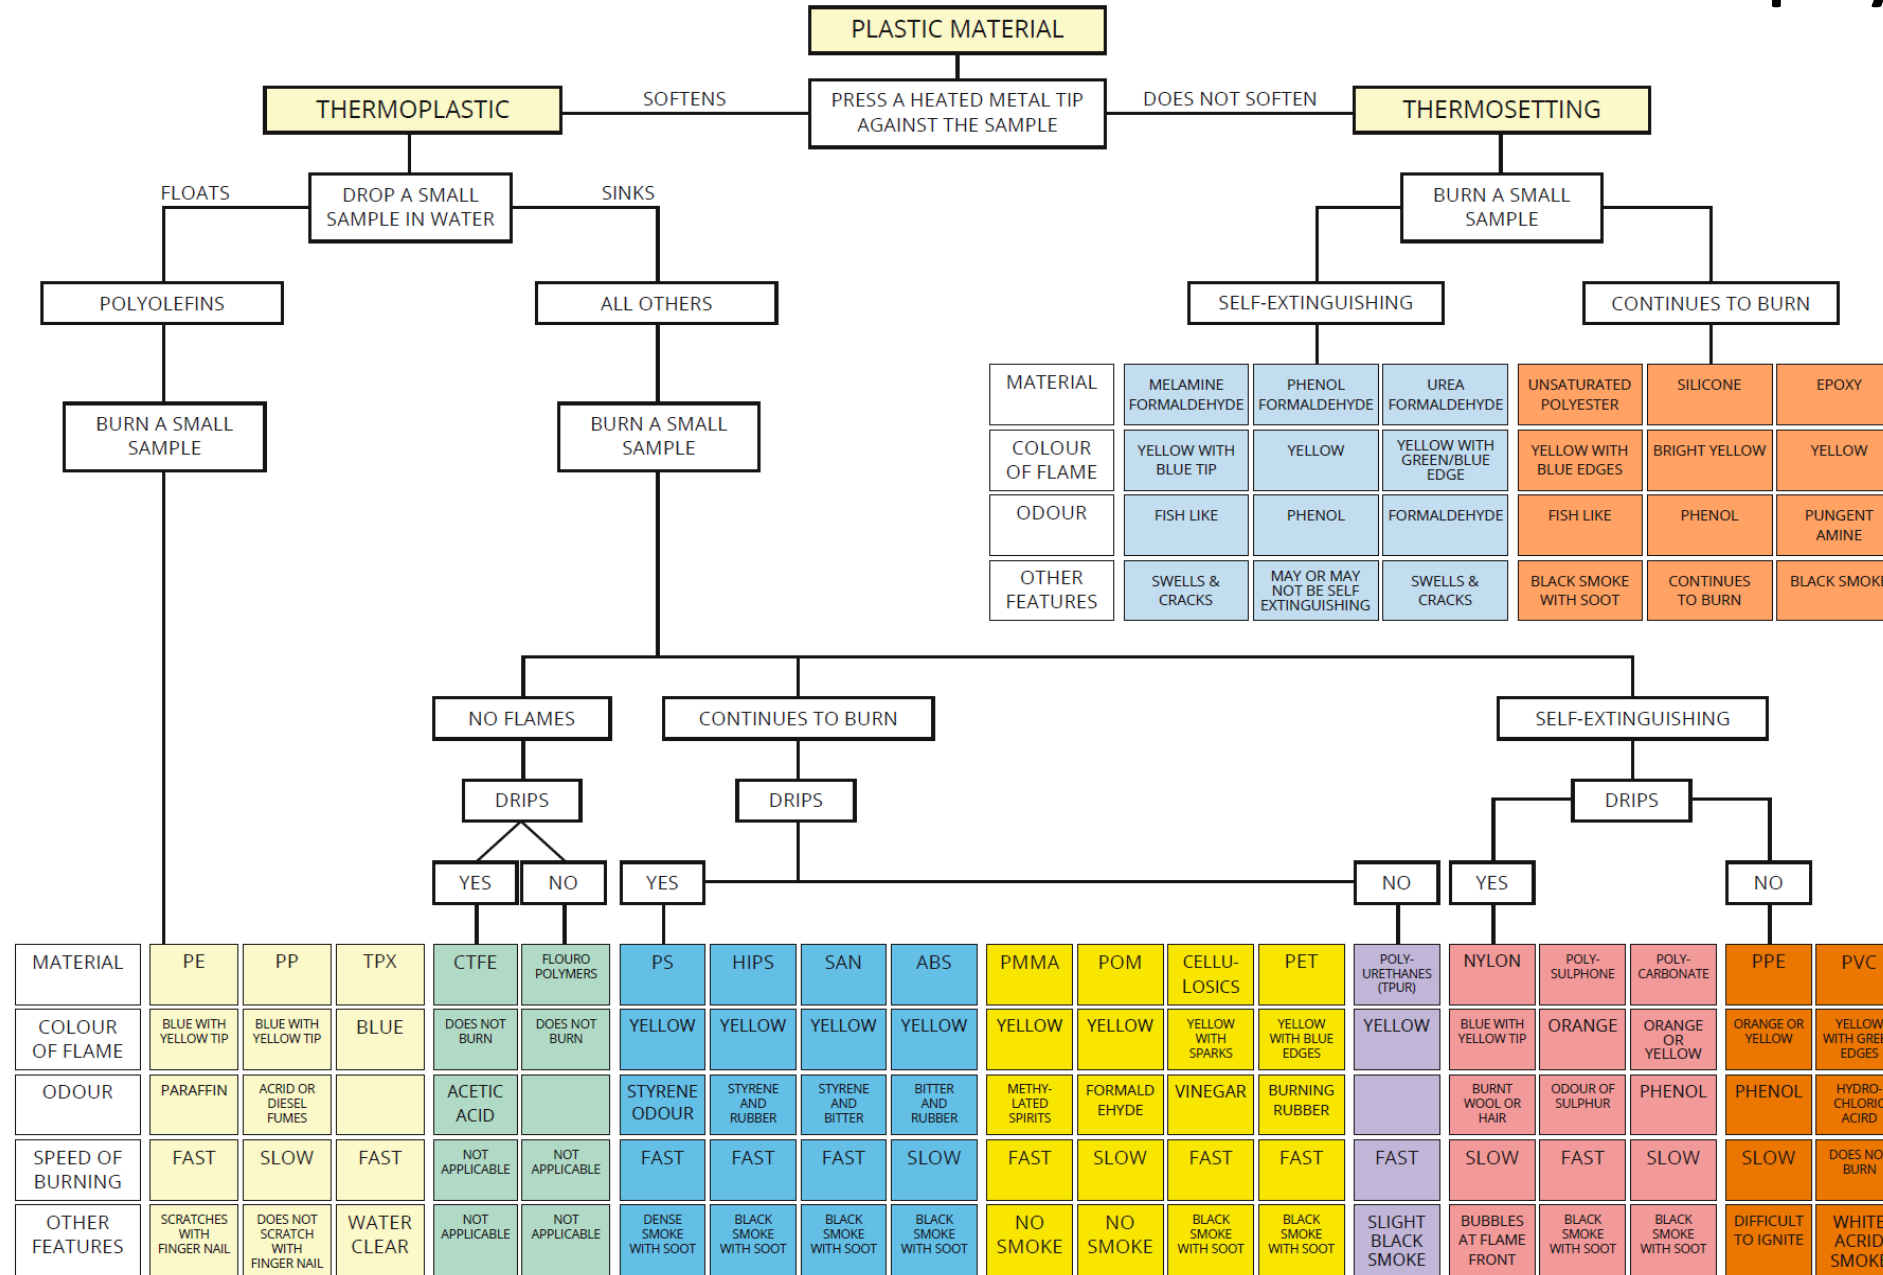 PLASTIC MATERIAL
THERMOPLASTIC
SOFTENS
PRESS A HEATED METAL TIP
AGAINST THE SAMPLE
DOES NOT SOFTEN
THERMOSETTING
FLOATS
DROP A SMALL
SAMPLE IN WATER
SINKS
BURN A SMALL
SAMPLE
POLYOLEFINS
ALL OTHERS
SELF-EXTINGUISHING
CONTINUES TO BURN
BURN A SMALL
SAMPLE
BURN A SMALL
SAMPLE
MATERIAL
MELAMINE
FORMALDEHYDE
PHENOL
FORMALDEHYDE
UREA
FORMALDEHYDE
UNSATURATED
POLYESTER
SILICONE
EPOXY
COLOUR
OF FLAME
YELLOW WITH
BLUE TIP
YELLOW
YELLOW WITH
GREEN/BLUE
EDGE
YELLOW WITH
BLUE EDGES
BRIGHT YELLOW
YELLOW
ODOUR
FISH LIKE
PHENOL
FORMALDEHYDE
FISH LIKE
PHENOL
PUNGENT
AMINE
OTHER
FEATURES
SWELLS &
CRACKS
MAY OR MAY
NOT BE SELF
EXTINGUISHING
SWELLS &
CRACKS
BLACK SMOKE
WITH SOOT
CONTINUES
TO BURN
BLACK SMOKE
NO FLAMES
CONTINUES TO BURN
SELF-EXTINGUISHING
DRIPS
DRIPS
DRIPS
YES
NO
YES
NO
YES
NO
MATERIAL
PE
PP
TPX
CTFE
FLOURO
POLYMERS
PS
HIPS
SAN
ABS
PMMA
POM
CELLU-
LOSICS
PET
POLY-
URETHANES
(TPUR)
NYLON
POLY-
SULPHONE
POLY-
CARBONATE
PPE
PVC
COLOUR
OF FLAME
BLUE WITH
YELLOW TIP
BLUE WITH
YELLOW TIP
BLUE
DOES NOT
BURN
DOES NOT
BURN
YELLOW
YELLOW
YELLOW
YELLOW
YELLOW
YELLOW
YELLOW
WITH
SPARKS
YELLOW
WITH BLUE
EDGES
YELLOW
BLUE WITH
YELLOW TIP
ORANGE
ORANGE
OR
YELLOW
ORANGE OR
YELLOW
YELLOW
WITH GREEN
EDGES
ODOUR
PARAFFIN
ACRID OR
DIESEL
FUMES
ACETIC
ACID
STYRENE
ODOUR
STYRENE
AND
RUBBER
STYRENE
AND
BITTER
BITTER
AND
RUBBER
METHY-
LATED
SPIRITS
FORMALD
EHYDE
VINEGAR
BURNING
RUBBER
BURNT
WOOL OR
HAIR
ODOUR OF
SULPHUR
PHENOL
PHENOL
HYDRO-
CHLORIC
ACIRD
SPEED OF
BURNING
FAST
SLOW
FAST
NOT
APPLICABLE
NOT
APPLICABLE
FAST
FAST
FAST
SLOW
FAST
SLOW
FAST
FAST
FAST
SLOW
FAST
SLOW
SLOW
DOES NOT
BURN
OTHER
FEATURES
SCRATCHES
WITH
FINGER NAIL
DOES NOT
SCRATCH
WITH
FINGER NAIL
WATER
CLEAR
NOT
APPLICABLE
NOT
APPLICABLE
DENSE
SMOKE
WITH SOOT
BLACK
SMOKE
WITH SOOT
BLACK
SMOKE
WITH SOOT
BLACK
SMOKE
WITH SOOT
NO
SMOKE
NO
SMOKE
BLACK
SMOKE
WITH SOOT
BLACK
SMOKE
WITH SOOT
SLIGHT
BLACK
SMOKE
BUBBLES
AT FLAME
FRONT
BLACK
SMOKE
WITH SOOT
BLACK
SMOKE
WITH SOOT
DIFFICULT
TO IGNITE
WHITE
ACRID
SMOKE